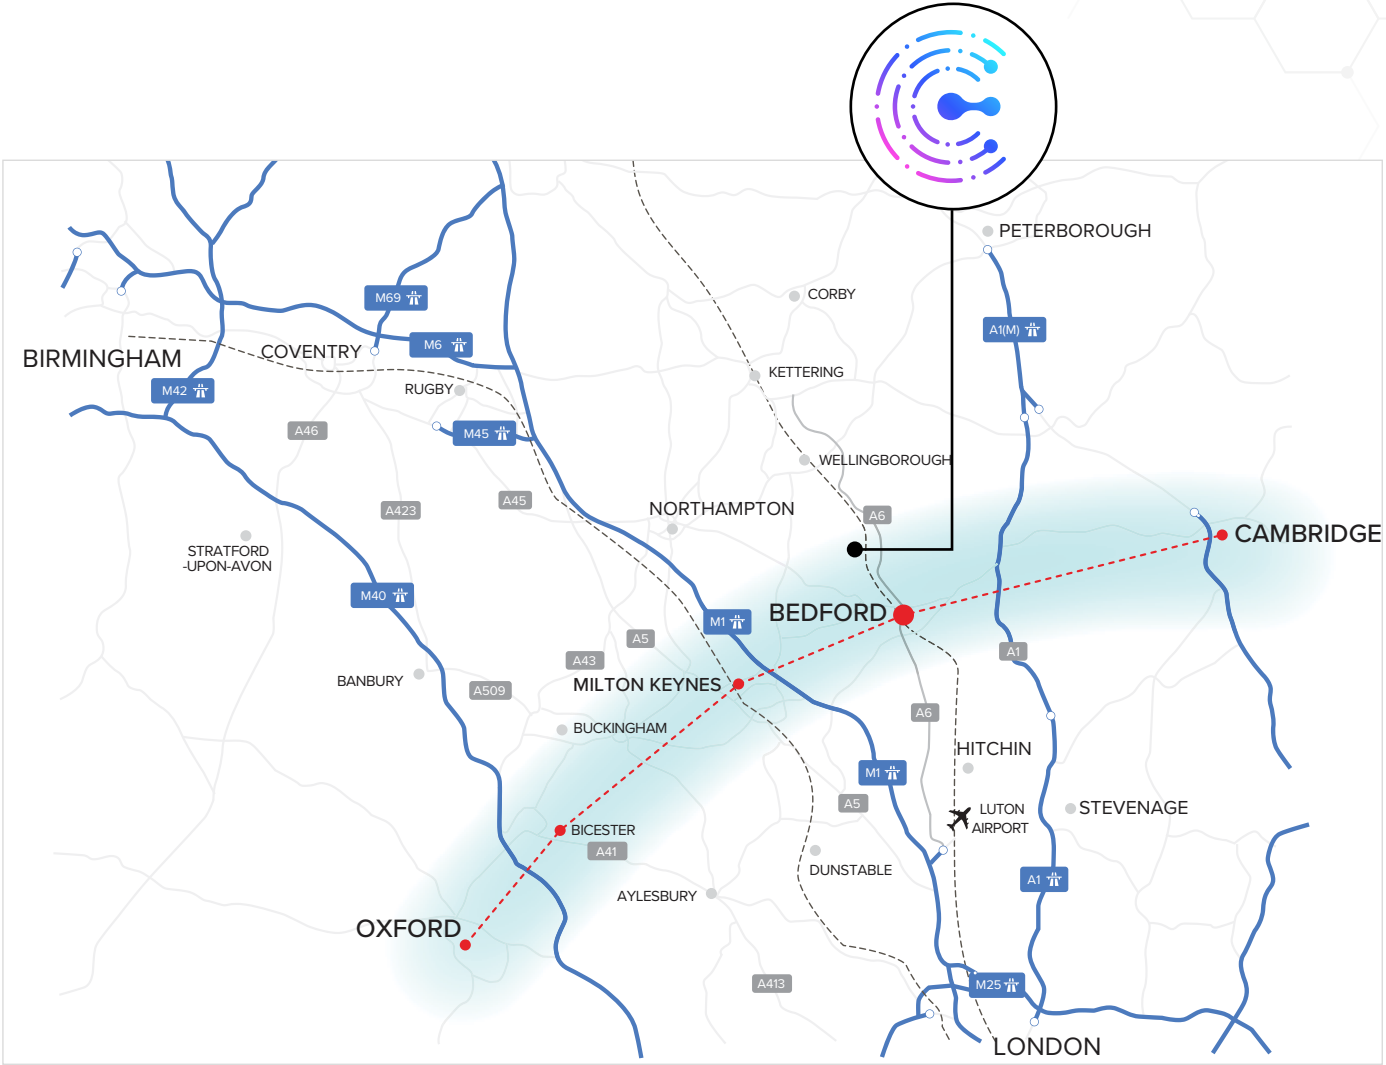 PETERBOROUGH
CORBY
M69
A1(M)
M6
COVENTRY
BIRMINGHAM
KETTERING
M42
RUGBY
A46
M45
WELLINGBOROUGH
A45
NORTHAMPTON
A423
A6
CAMBRIDGE
STRATFORD
-UPON-AVON
M40
BEDFORD
M1
A5
A1
A43
BANBURY
A509
MILTON KEYNES
A6
BUCKINGHAM
HITCHIN
M1
A5
LUTON
AIRPORT
STEVENAGE
BICESTER
A41
DUNSTABLE
A1
AYLESBURY
OXFORD
A413
M25
LONDON